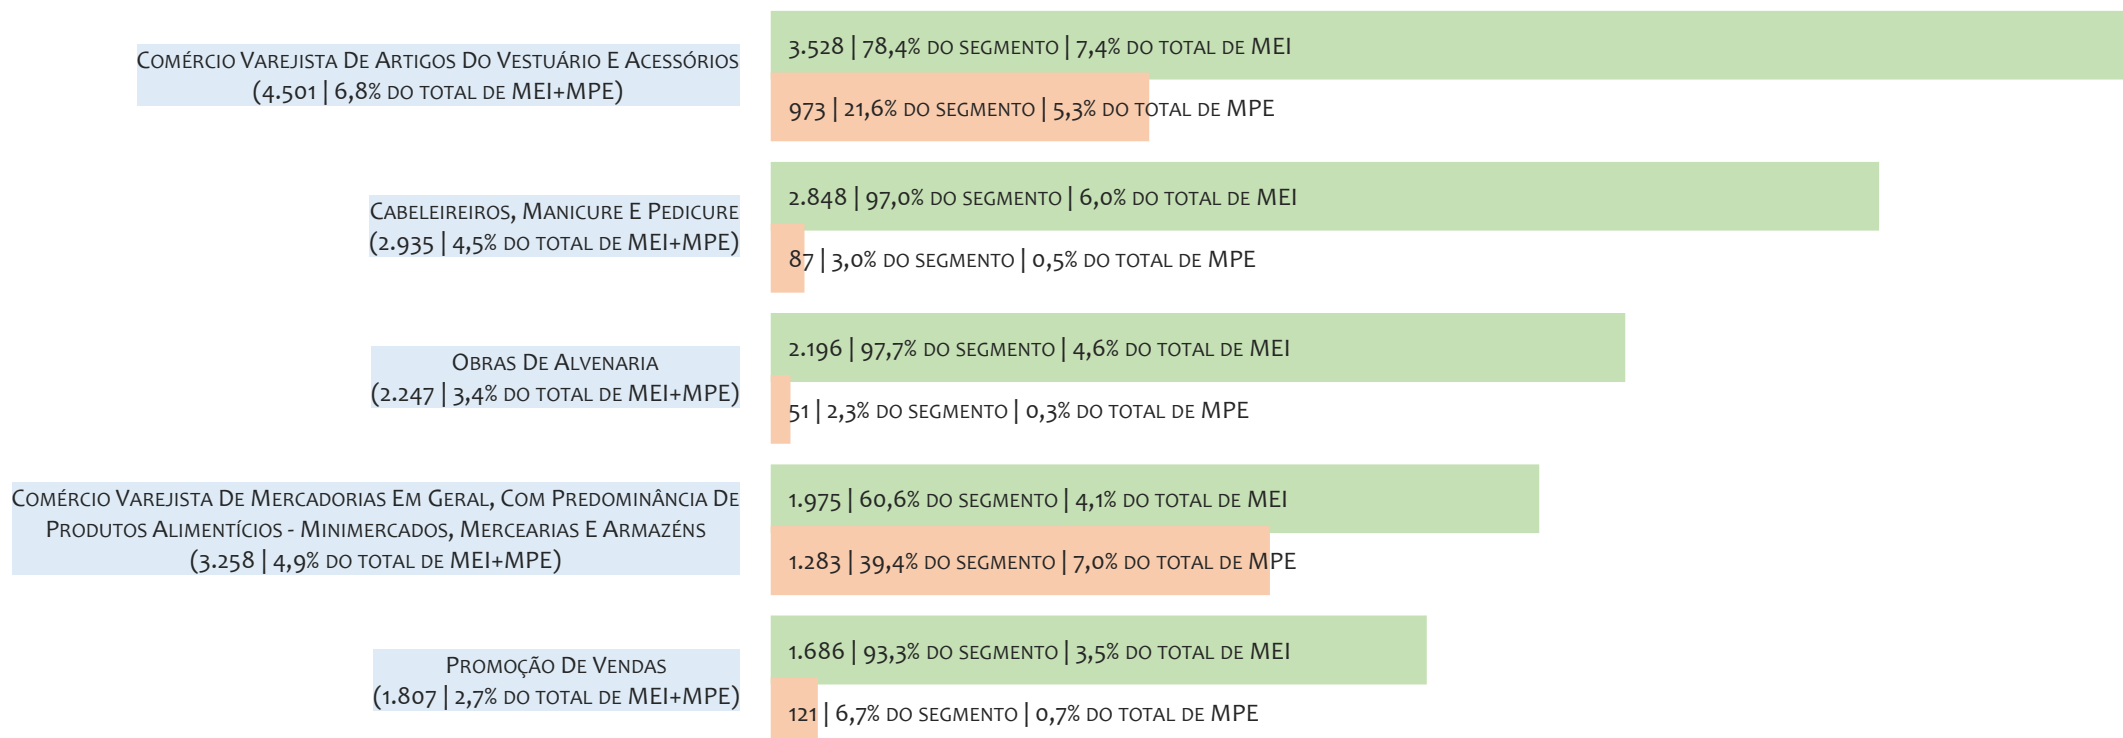 Comércio Varejista De Artigos Do Vestuário E Acessórios
(4.501 | 6,8% do total de MEI+MPE)
3.528 | 78,4% do segmento | 7,4% do total de MEI
973 | 21,6% do segmento | 5,3% do total de MPE
Cabeleireiros, Manicure E Pedicure
(2.935 | 4,5% do total de MEI+MPE)
2.848 | 97,0% do segmento | 6,0% do total de MEI
87 | 3,0% do segmento | 0,5% do total de MPE
Obras De Alvenaria
(2.247 | 3,4% do total de MEI+MPE)
2.196 | 97,7% do segmento | 4,6% do total de MEI
51 | 2,3% do segmento | 0,3% do total de MPE
Comércio Varejista De Mercadorias Em Geral, Com Predominância De
Produtos Alimentícios - Minimercados, Mercearias E Armazéns
(3.258 | 4,9% do total de MEI+MPE)
1.975 | 60,6% do segmento | 4,1% do total de MEI
1.283 | 39,4% do segmento | 7,0% do total de MPE
Promoção De Vendas
(1.807 | 2,7% do total de MEI+MPE)
1.686 | 93,3% do segmento | 3,5% do total de MEI
121 | 6,7% do segmento | 0,7% do total de MPE